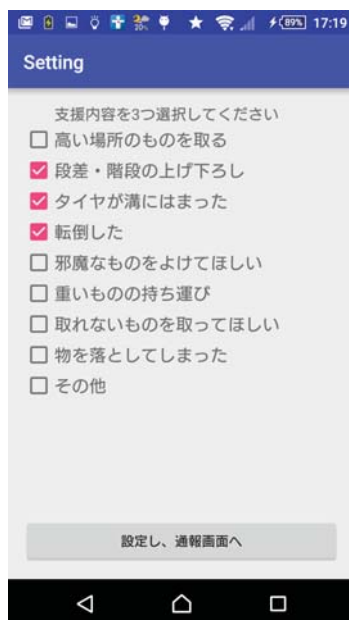 20%
89%
17:19
Setting
支援内容を3つ選択してください
高い場所のものを取る
段差・階段の上げ下ろし
タイヤが溝にはまった
転倒した
邪魔なものをよけてほしい
重いものの持ち運び
取れないものを取ってほしい
物を落としてしまった
その他
設定し、通報画面へ